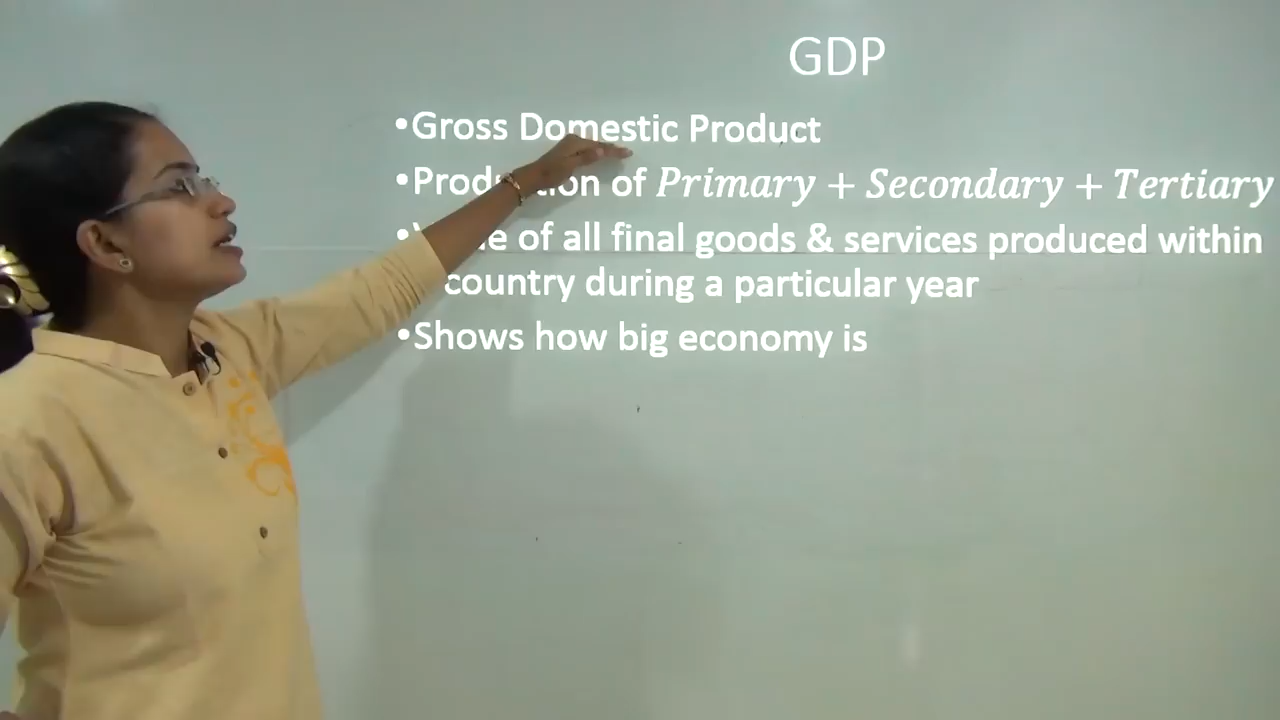 GDP
•Gross Domestic Product
•Production of Primary + Secondary + Tertiary
• of all final goods & services produced within
country during a particular year
•Shows how big economy is